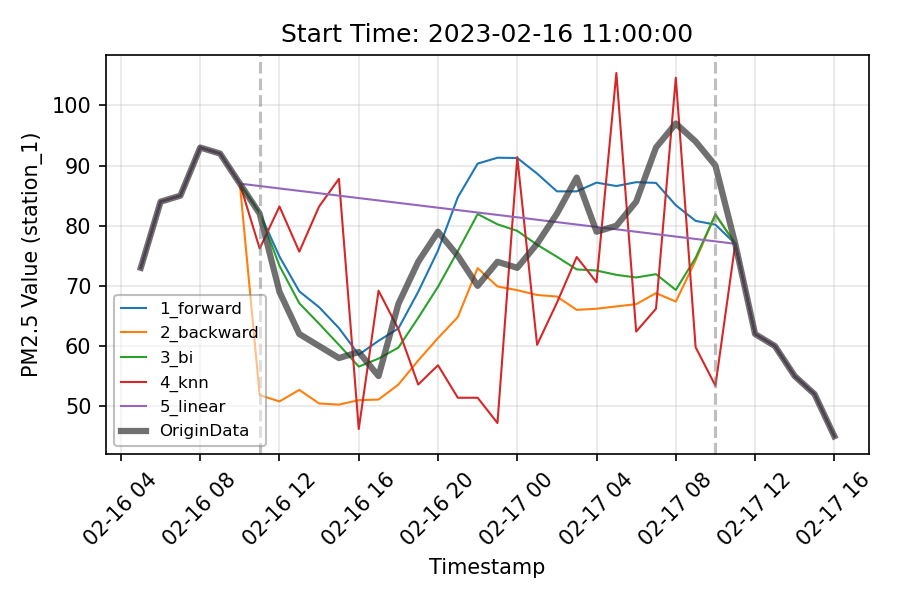 Start Time: 2023-02-16 11:00:00
PM2.5 Value (station_1)
100
90
80
70
60
50
1_forward
2_backward
3_bi
4_knn
5_linear
OriginData
02-16 04
02-16 08
02-16 12
02-16 16
02-16 20
02-17 00
02-17 04
02-17 08
02-17 12
02-17 16
Timestamp